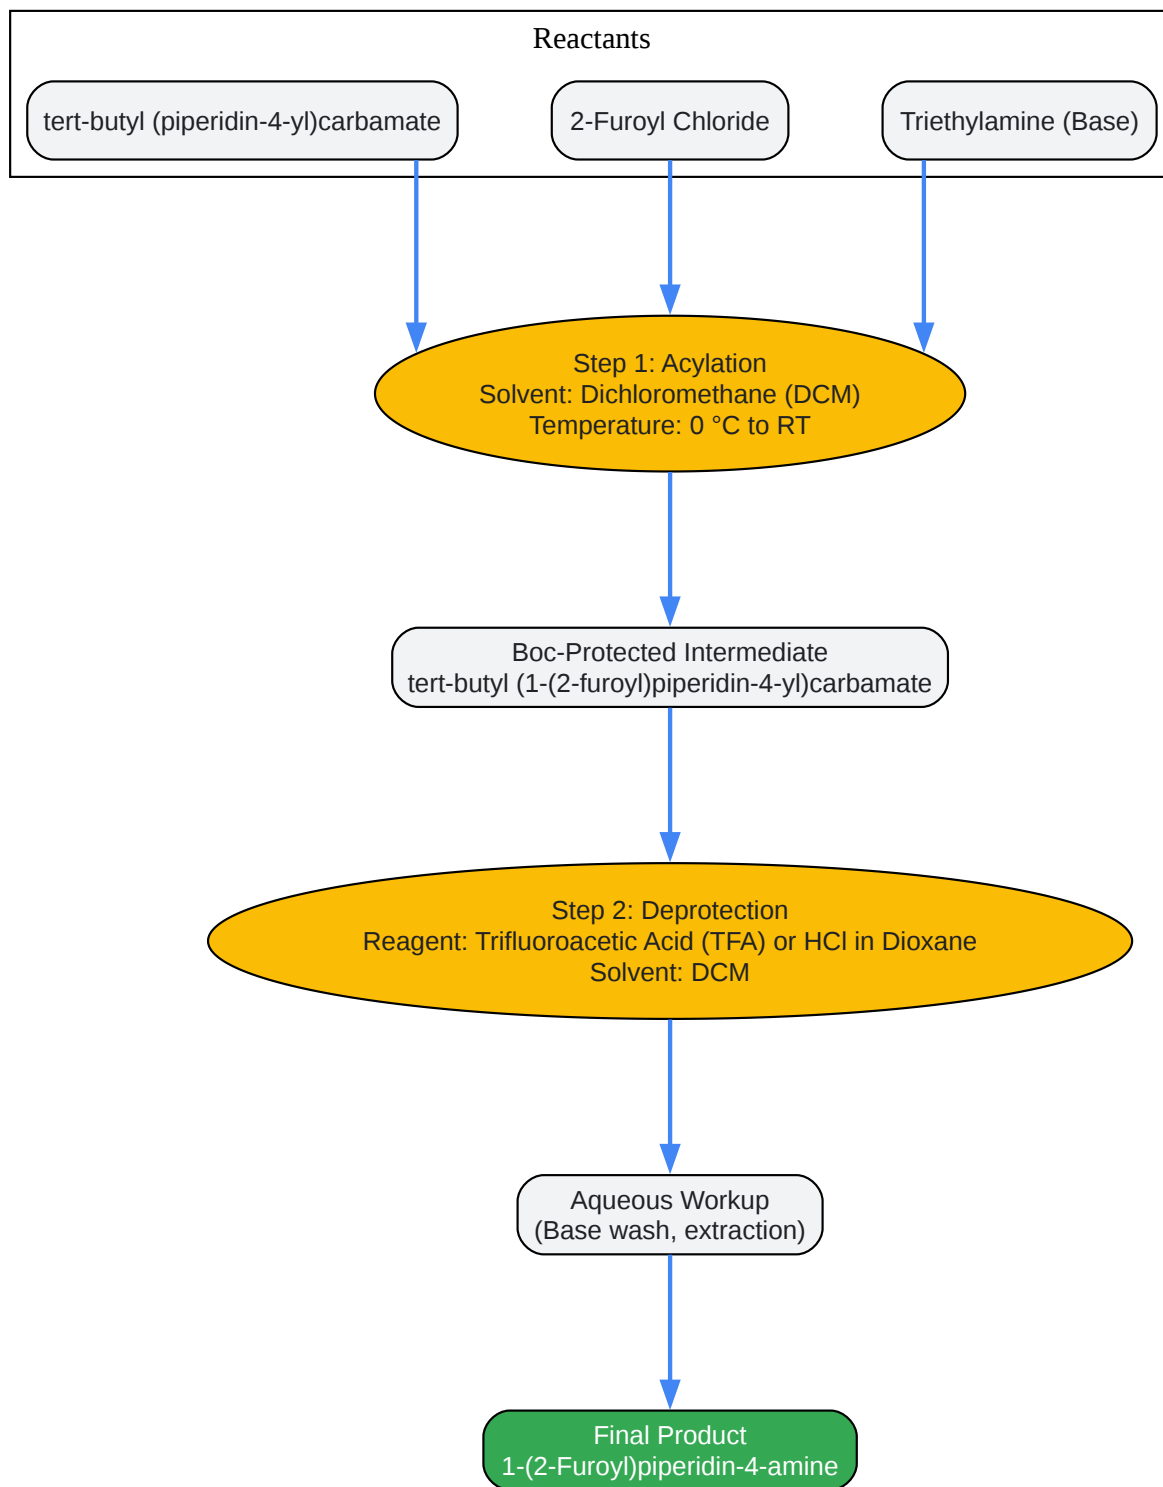 Reactants
tert-butyl (piperidin-4-yl)carbamate
2-Furoyl Chloride
Triethylamine (Base)
Step 1: Acylation
Solvent: Dichloromethane (DCM)
Temperature: 0 °C to RT
Boc-Protected Intermediate
tert-butyl (1-(2-furoyl)piperidin-4-yl)carbamate
Step 2: Deprotection
Reagent: Trifluoroacetic Acid (TFA) or HCl in Dioxane
Solvent: DCM
Aqueous Workup
(Base wash, extraction)
Final Product
1-(2-Furoyl)piperidin-4-amine